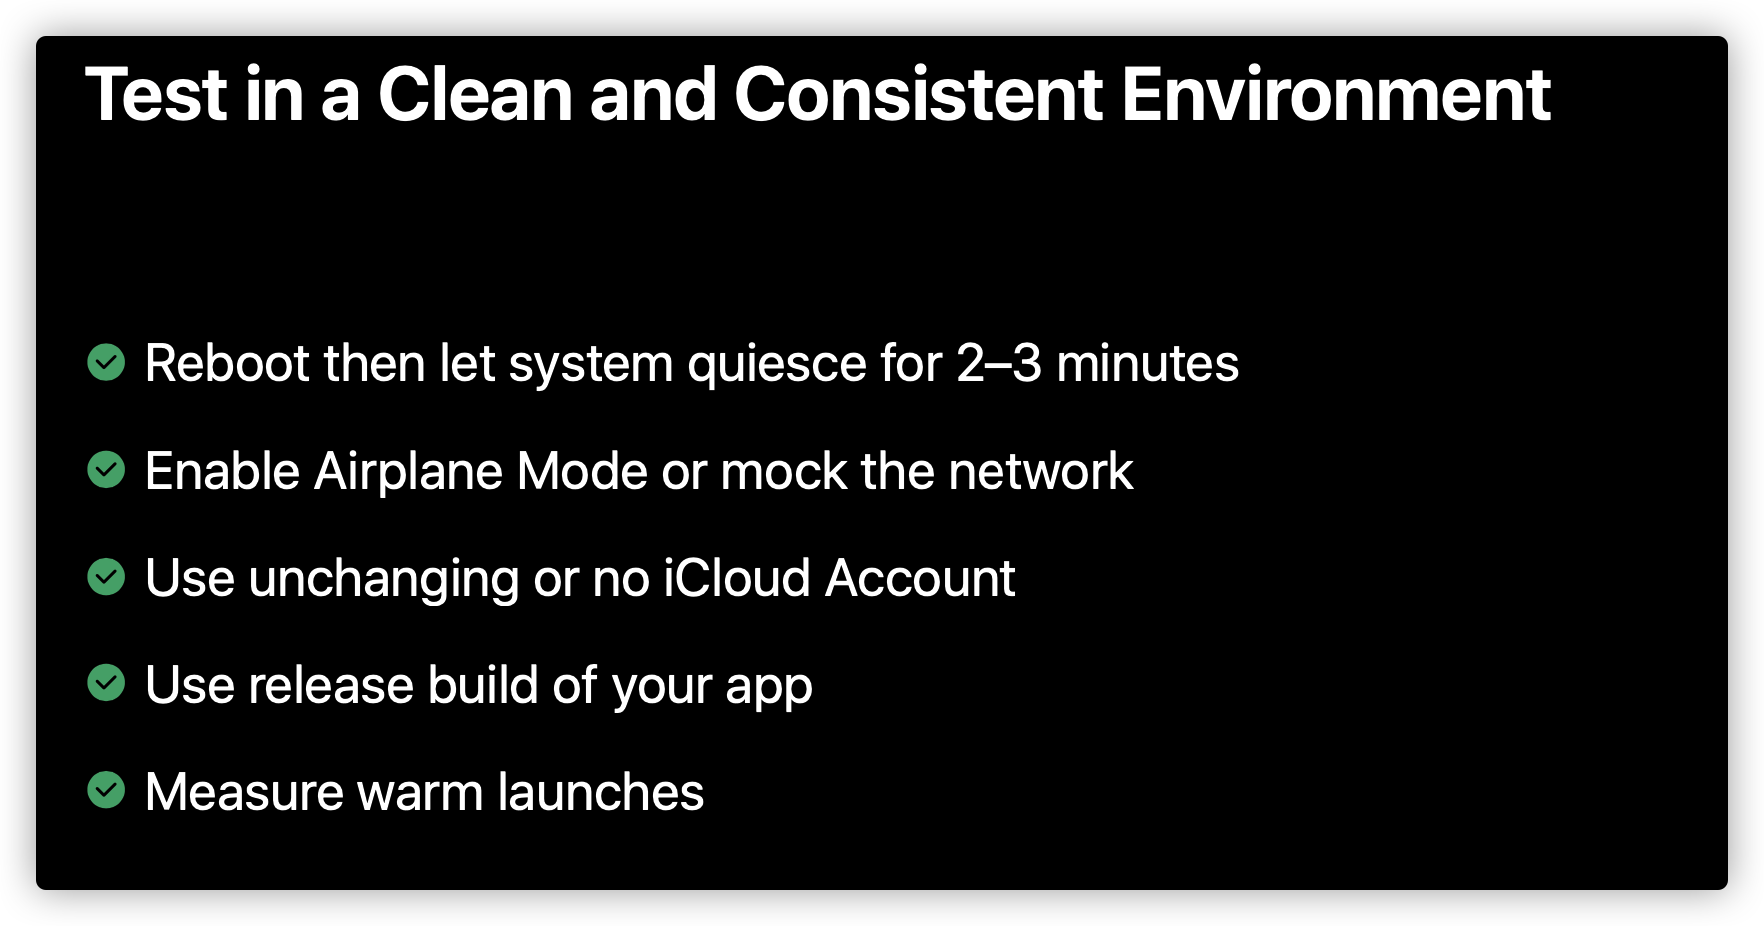 Test in a Clean and Consistent Environment
Reboot then let system quiesce for 2–3 minutes
Enable Airplane Mode or mock the network
Use unchanging or no iCloud Account
Use release build of your app
Measure warm launches